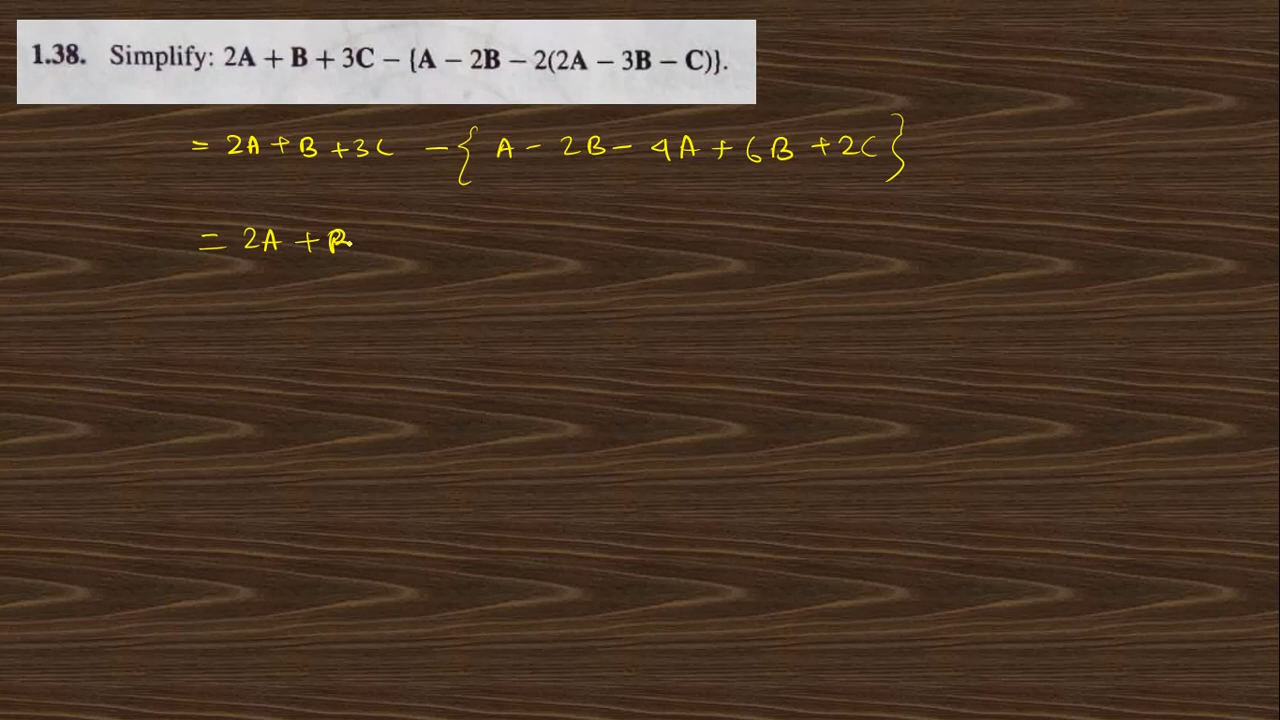 1.38. Simplify: 2A + B + 3C − {A − 2B − 2(2A − 3B − C)}.
= 2A + B + 3C − { A − 2B − 4A + 6B + 2C }
= 2A + B